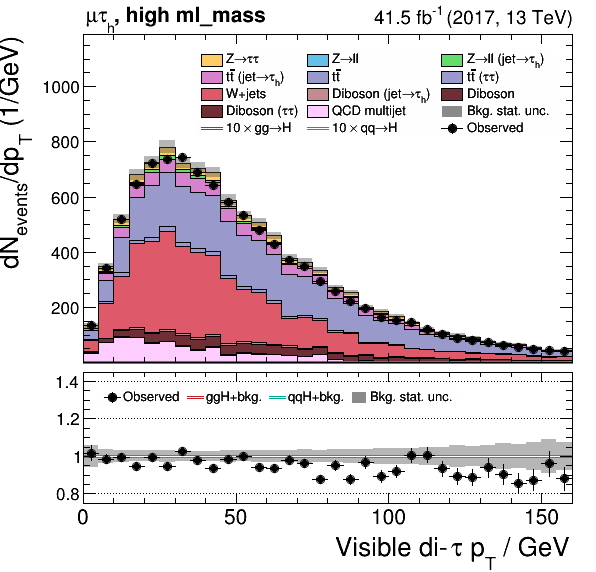 μτh, high ml_mass 41.5 fb-1 (2017, 13 TeV)
dNevents/dpT (1/GeV)
1000
800
600
400
200
Z→ττ Z→ll Z→ll (jet→τh)
tt̄ (jet→τh) tt̄ tt̄ (ττ)
W+jets Diboson (jet→τh) Diboson
Diboson (ττ) QCD multijet Bkg. stat. unc.
10 × gg→H 10 × qq→H Observed
1.4
1.2
1
0.8
Observed ggH+bkg. qqH+bkg. Bkg. stat. unc.
0 50 100 150
Visible di-τ pT / GeV